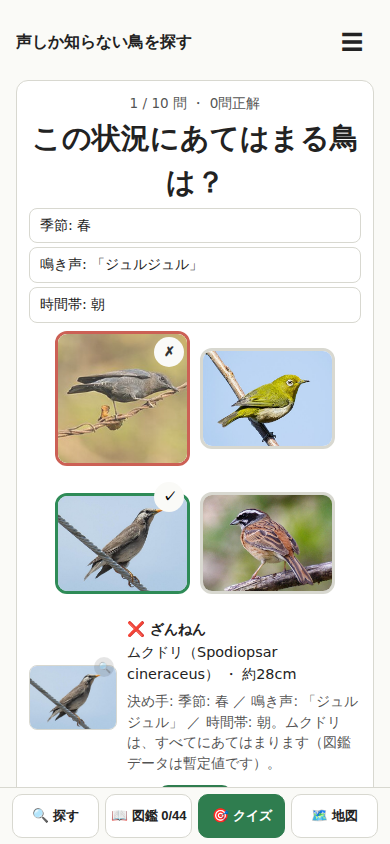 声しか知らない鳥を探す
☰
1 / 10 問 ・ 0問正解
この状況にあてはまる鳥
は？
季節: 春
鳴き声: 「ジュルジュル」
時間帯: 朝
✗
✓
❌ ざんねん
ムクドリ（Spodiopsar
cineraceus） ・ 約28cm
決め手: 季節: 春 ／ 鳴き声: 「ジュル
ジュル」 ／ 時間帯: 朝。ムクドリ
は、すべてにあてはまります（図鑑
データは暫定値です）。
🔍 探す
📖 図鑑 0/44
🎯 クイズ
🗺️ 地図